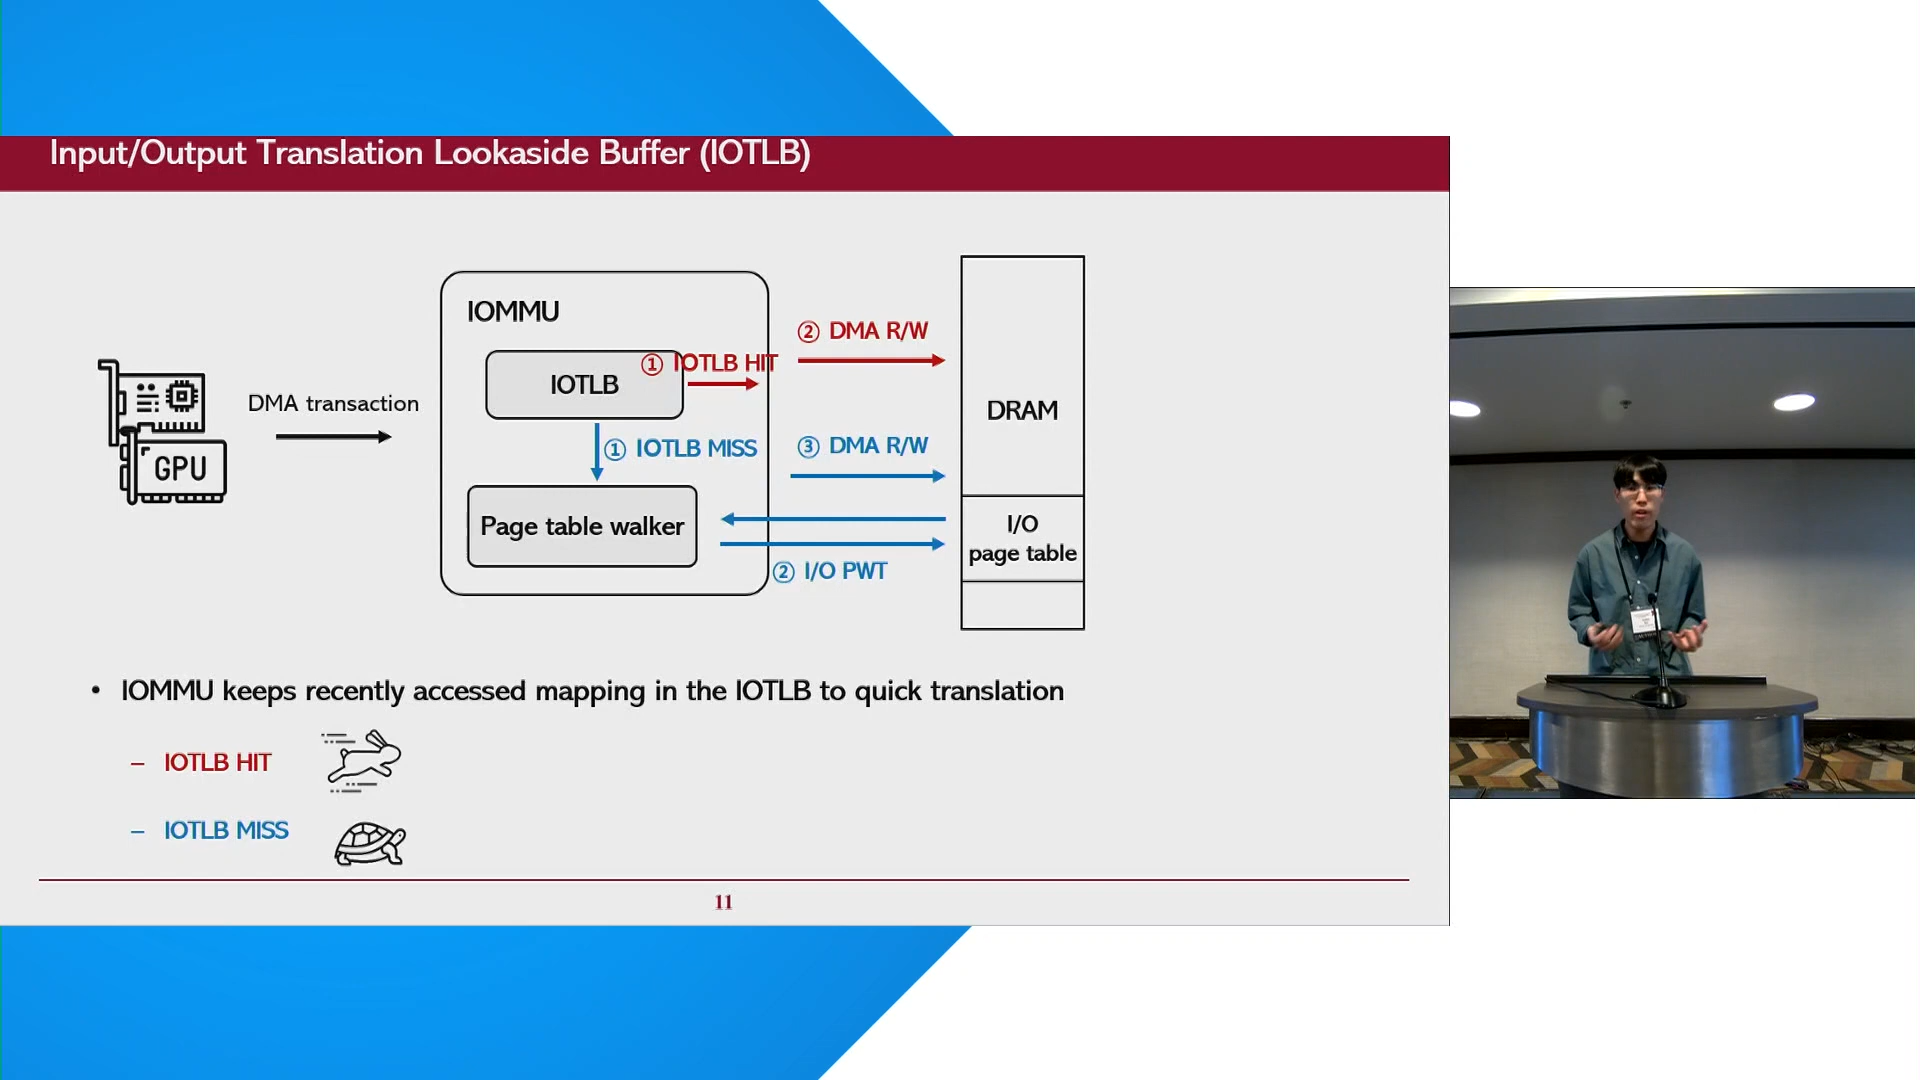 Input/Output Translation Lookaside Buffer (IOTLB)
IOMMU
② DMA R/W
① IOTLB HIT
IOTLB
DMA transaction
DRAM
① IOTLB MISS
③ DMA R/W
GPU
Page table walker
I/O
page table
② I/O PWT
• IOMMU keeps recently accessed mapping in the IOTLB to quick translation
– IOTLB HIT
– IOTLB MISS
11